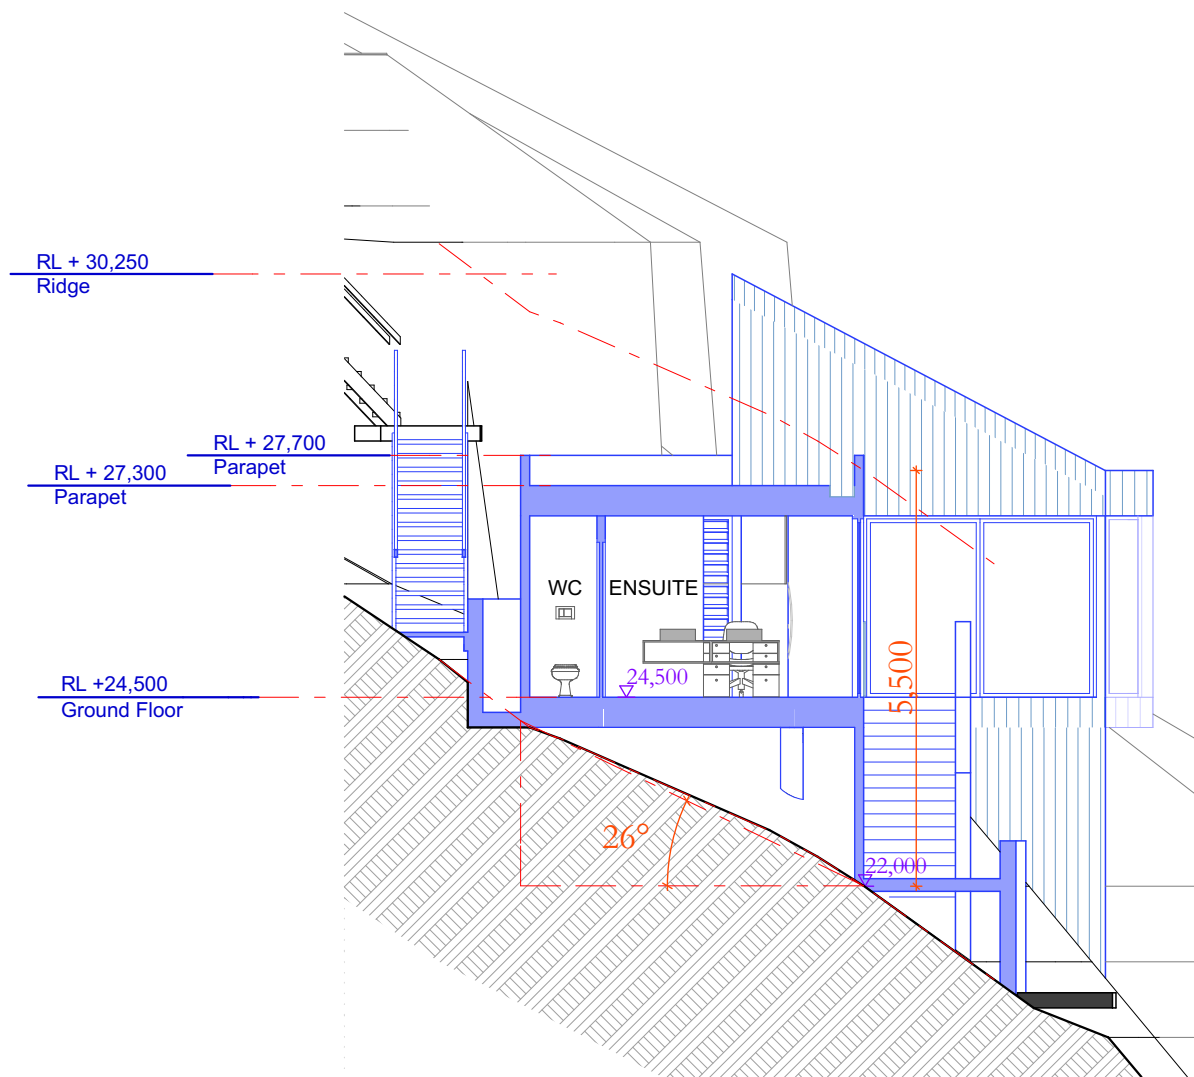 RL + 30,250
Ridge
RL + 27,700
Parapet
RL + 27,300
Parapet
WC
ENSUITE
24,500
5,500
RL +24,500
Ground Floor
26°
22,000